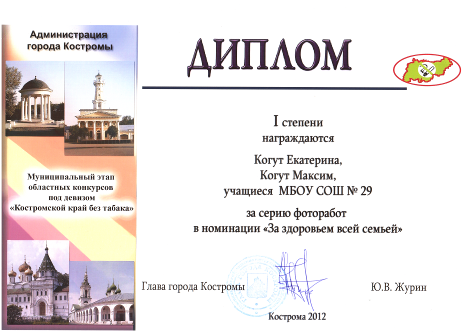 Администрация
города Костромы
Муниципальный этап
областных конкурсов
под девизом
«Костромской край без табака»
ДИПЛОМ
I степени
награждаются
Когут Екатерина,
Когут Максим,
учащиеся МБОУ СОШ № 29
за серию фоторабот
в номинации «За здоровьем всей семьей»
Глава города Костромы
Ю.В. Журин
Кострома 2012